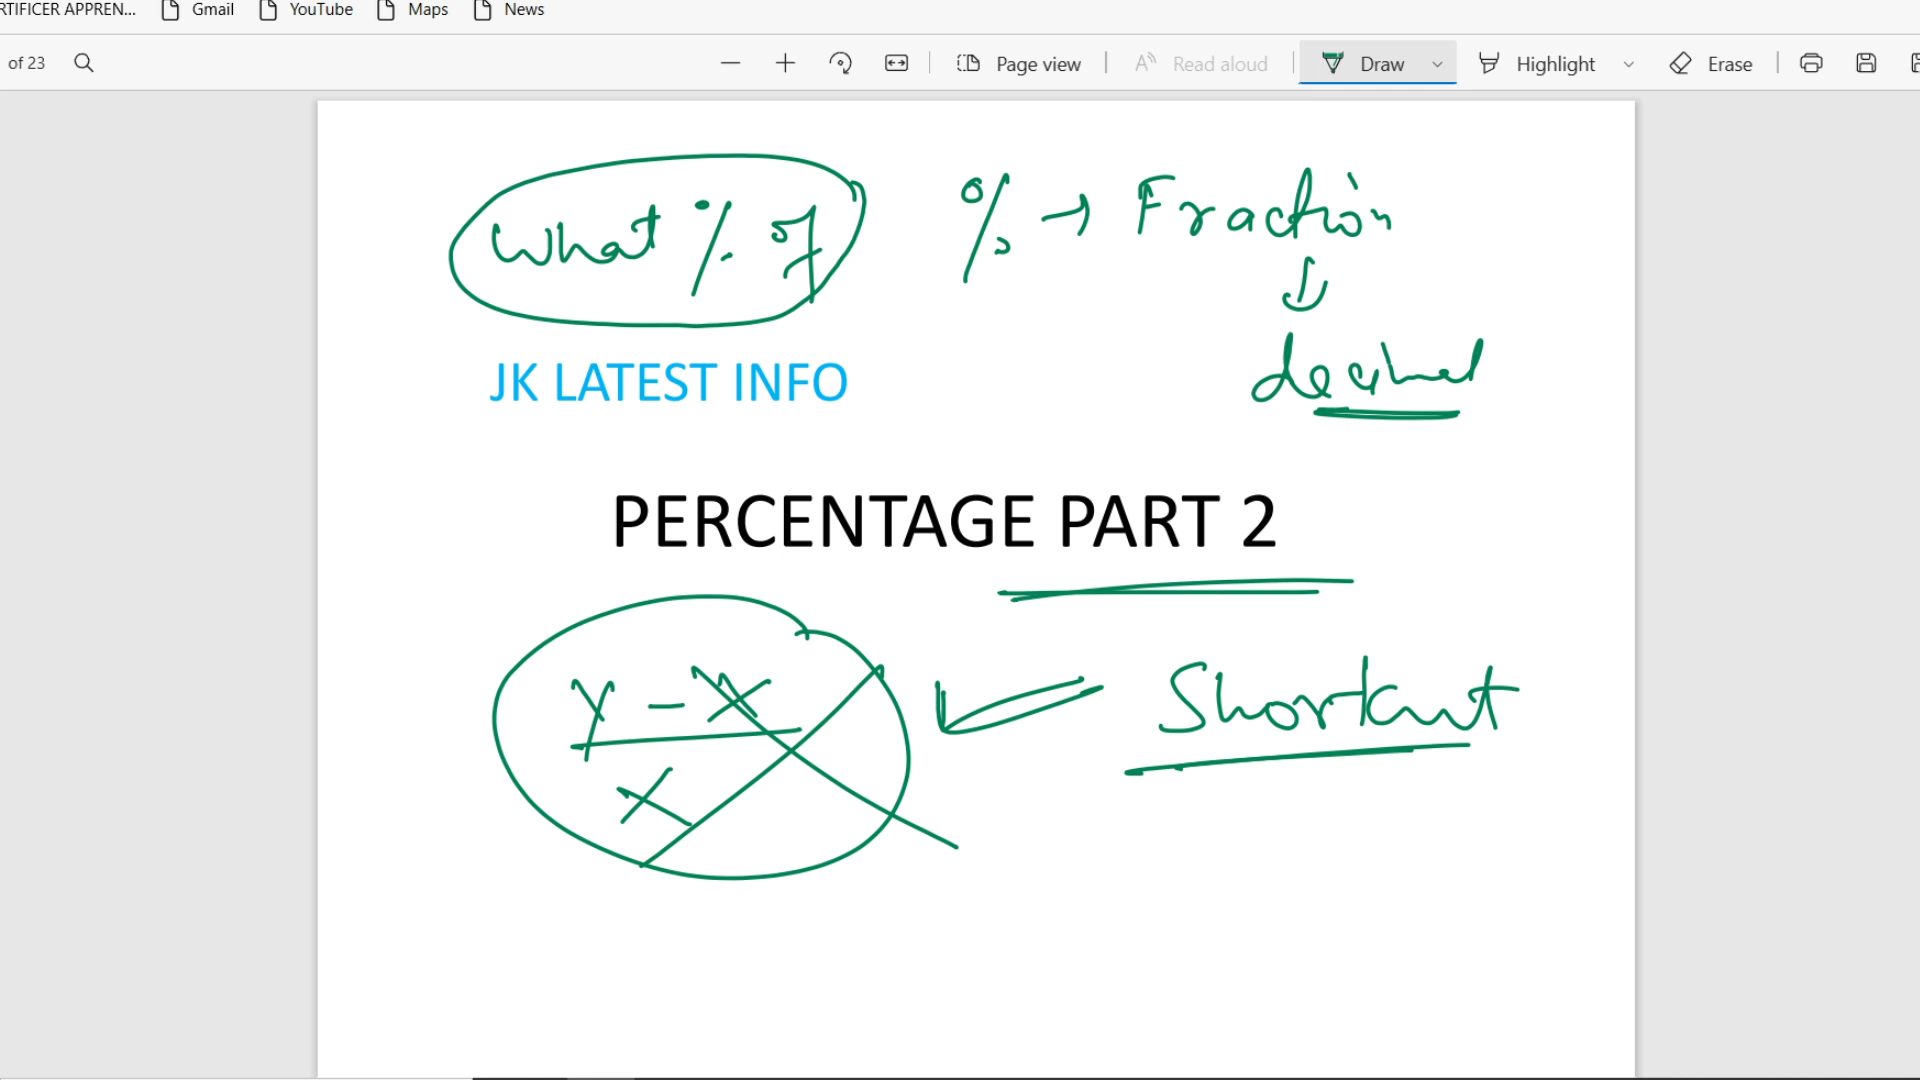 RTIFICER APPREN... Gmail YouTube Maps News
of 23 Page view Read aloud Draw Highlight Erase
What % of % → Fraction
decimal
JK LATEST INFO
PERCENTAGE PART 2
Y - X
X
Shortcut